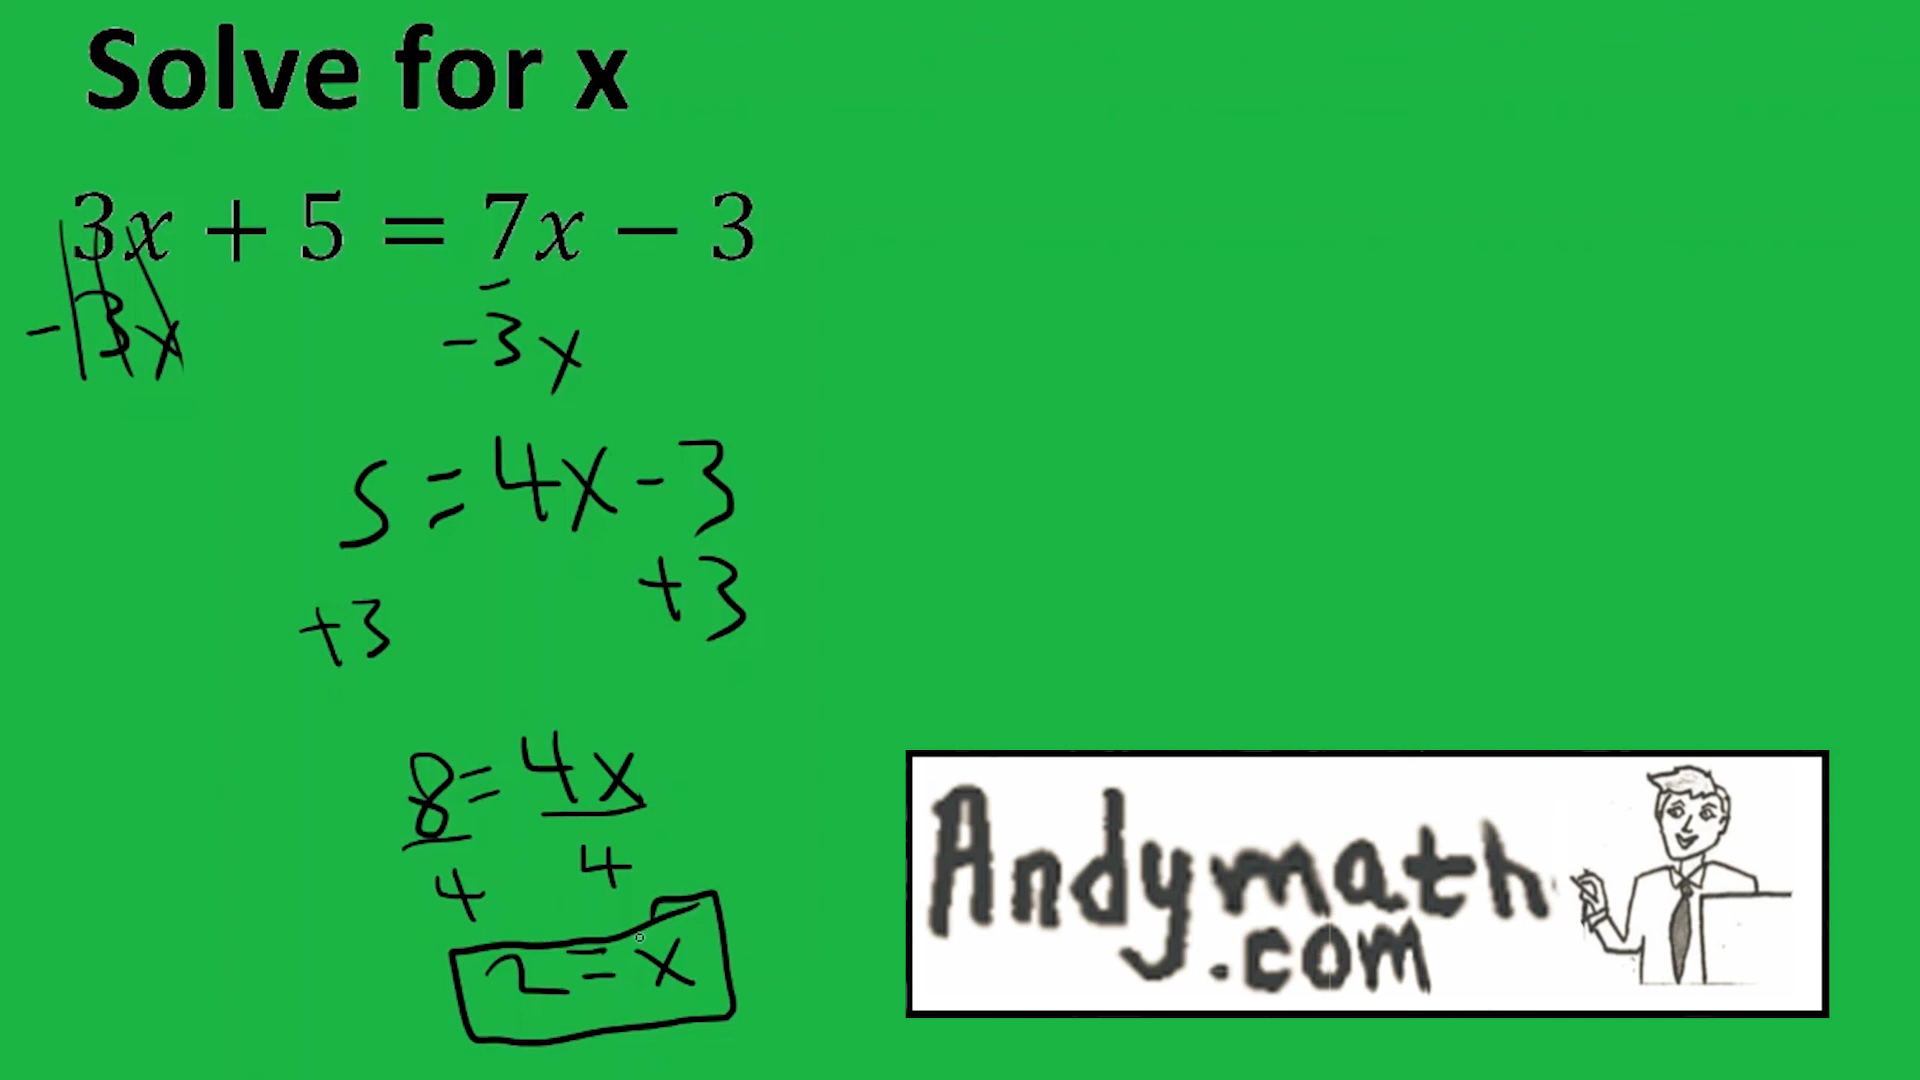 Solve for x
3x + 5 = 7x − 3
-3x -3x
5 = 4x - 3
+3 +3
8 = 4x
4 4
2 = x
Andymath
.com